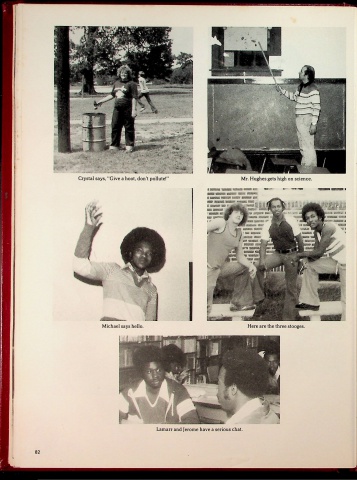 Crystal says, "Give a hoot, don't pollute!"
Mr. Hughes gets high on science.
Michael says hello.
Here are the three stooges.
Lamarr and Jerome have a serious chat.
82